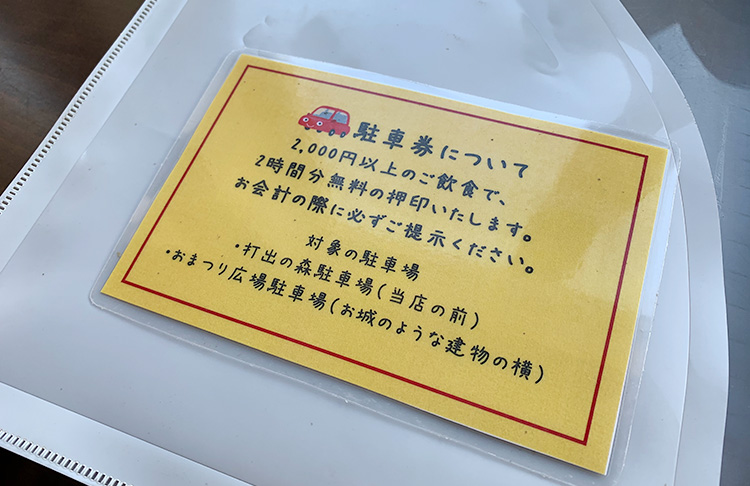 駐車券について
2,000円以上のご飲食で、
2時間分無料の押印いたします。
お会計の際に必ずご提示ください。
対象の駐車場
・打出の森駐車場(当店の前)
・おまつり広場駐車場(お城のような建物の横)